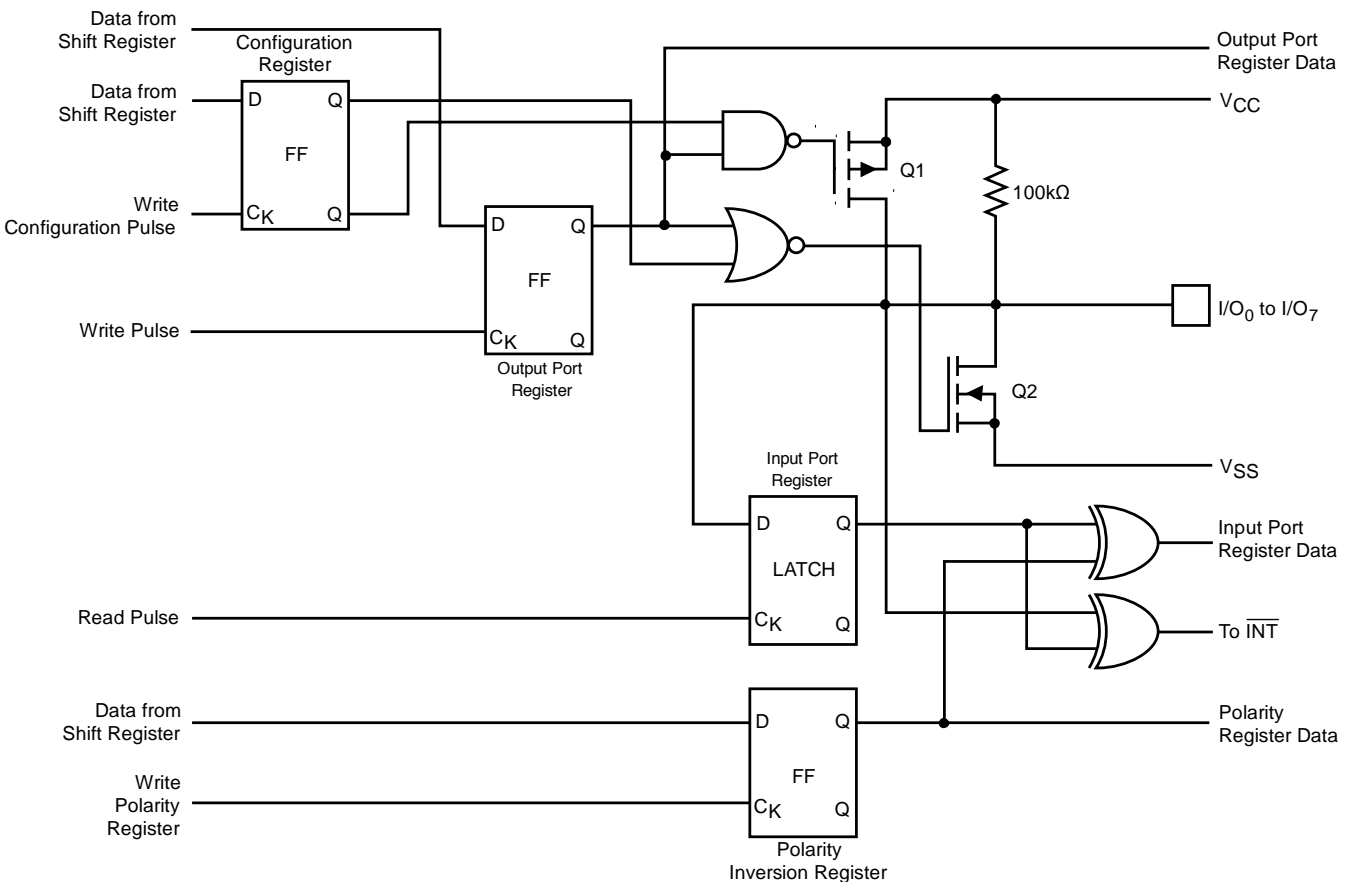 Data from
Shift Register
Configuration
Register
Output Port
Register Data
Data from
Shift Register
D
Q
FF
VCC
Q1
100kΩ
Write
Configuration Pulse
CK
Q
D
Q
FF
I/O0 to I/O7
Write Pulse
CK
Q
Output Port
Register
Q2
Input Port
Register
VSS
D
Q
LATCH
Input Port
Register Data
Read Pulse
CK
Q
To INT
Data from
Shift Register
D
Q
FF
Polarity
Register Data
Write
Polarity
Register
CK
Q
Polarity
Inversion Register